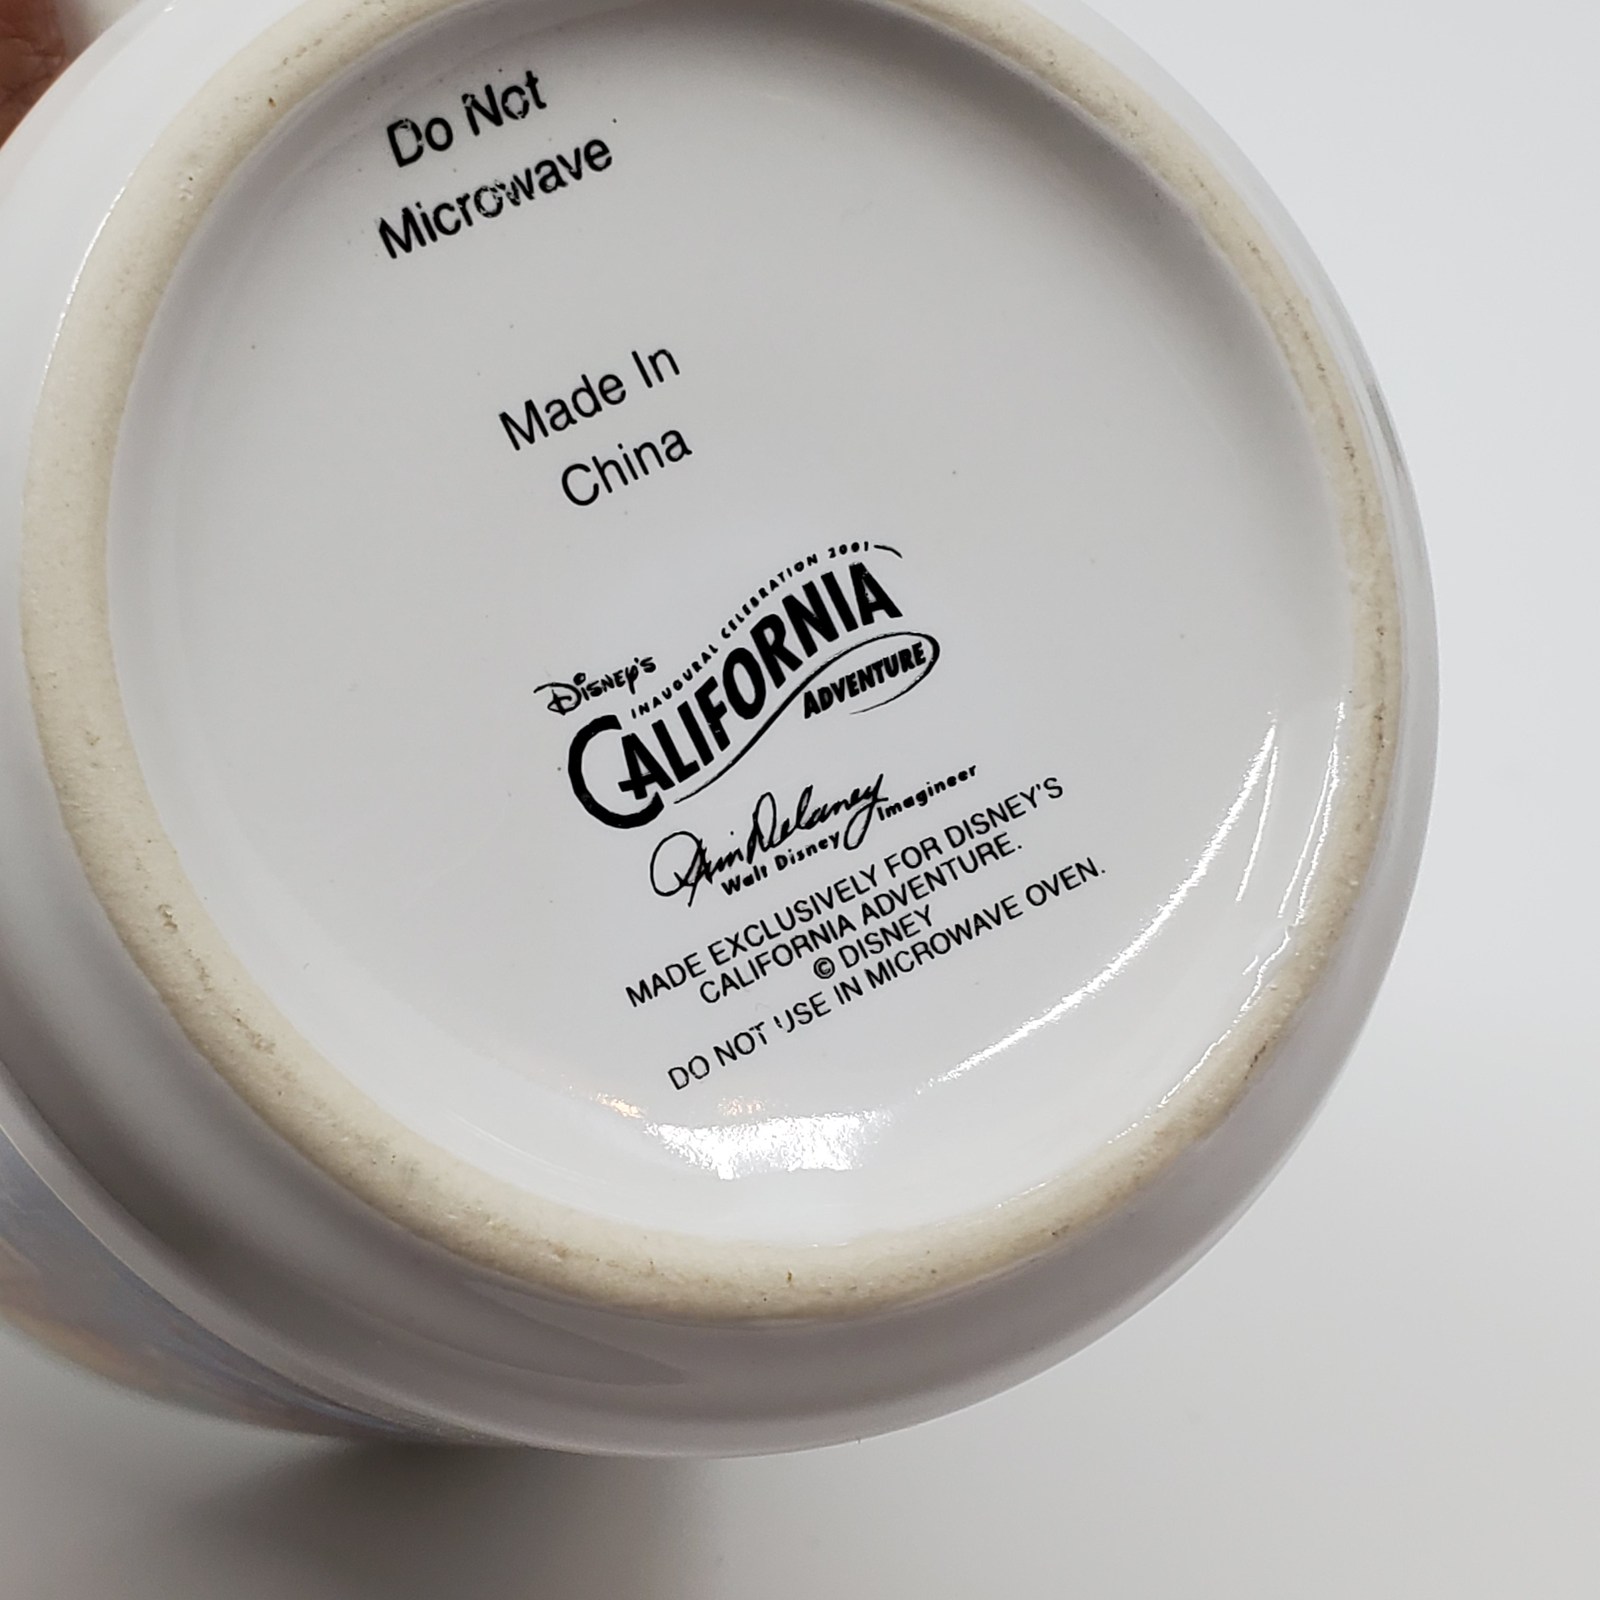 Do Not
Microwave
Made In
China
DISNEY'S
INAUGURAL CELEBRATION 2001
CALIFORNIA
ADVENTURE
Delaney
Walt Disney Imagineer
MADE EXCLUSIVELY FOR DISNEY'S
CALIFORNIA ADVENTURE.
© DISNEY
DO NOT USE IN MICROWAVE OVEN.